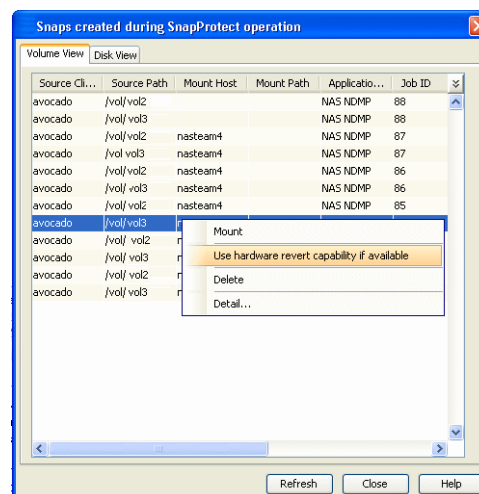 Snaps created during SnapProtect operation
Volume View Disk View
Source Cli... Source Path Mount Host Mount Path Applicatio... Job ID
avocado /vol/vol2 NAS NDMP 88
avocado /vol/vol3 NAS NDMP 88
avocado /vol/vol2 nasteam4 NAS NDMP 87
avocado /vol vol3 nasteam4 NAS NDMP 87
avocado /vol/vol2 nasteam4 NAS NDMP 86
avocado /vol/vol3 nasteam4 NAS NDMP 86
avocado /vol/vol2 nasteam4 NAS NDMP 85
avocado /vol/vol3
Mount
avocado /vol/ vol2
Use hardware revert capability if available
avocado /vol/ vol3
avocado /vol/vol2
Delete
avocado /vol/ vol3
Detail...
Refresh Close Help